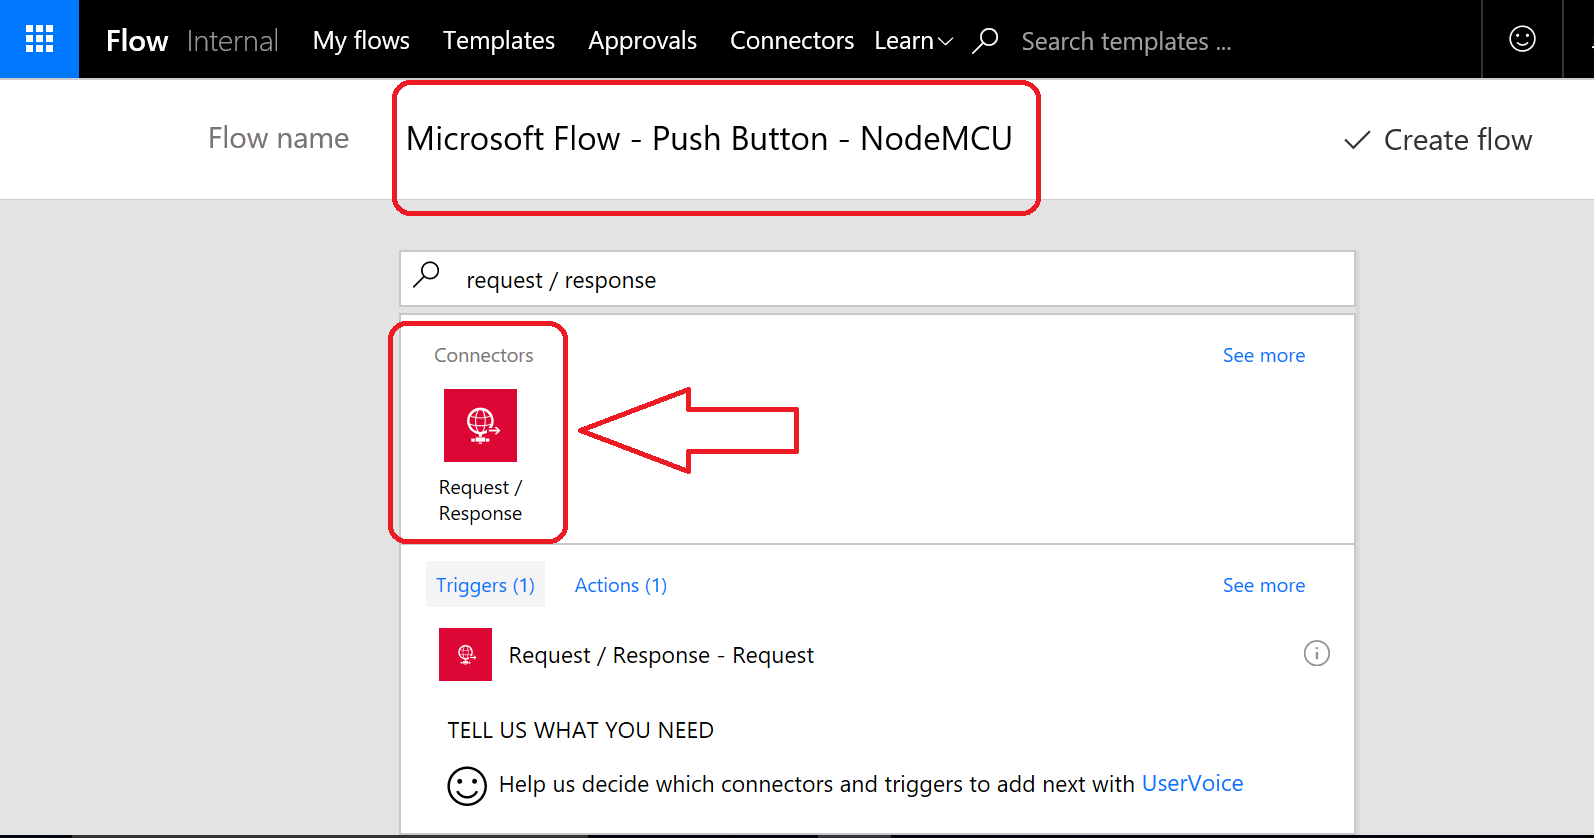 Flow Internal My flows Templates Approvals Connectors Learn Search templates ...
Flow name Microsoft Flow - Push Button - NodeMCU Create flow
request / response
Connectors See more
Request /
Response
Triggers (1) Actions (1) See more
Request / Response - Request
TELL US WHAT YOU NEED
Help us decide which connectors and triggers to add next with UserVoice